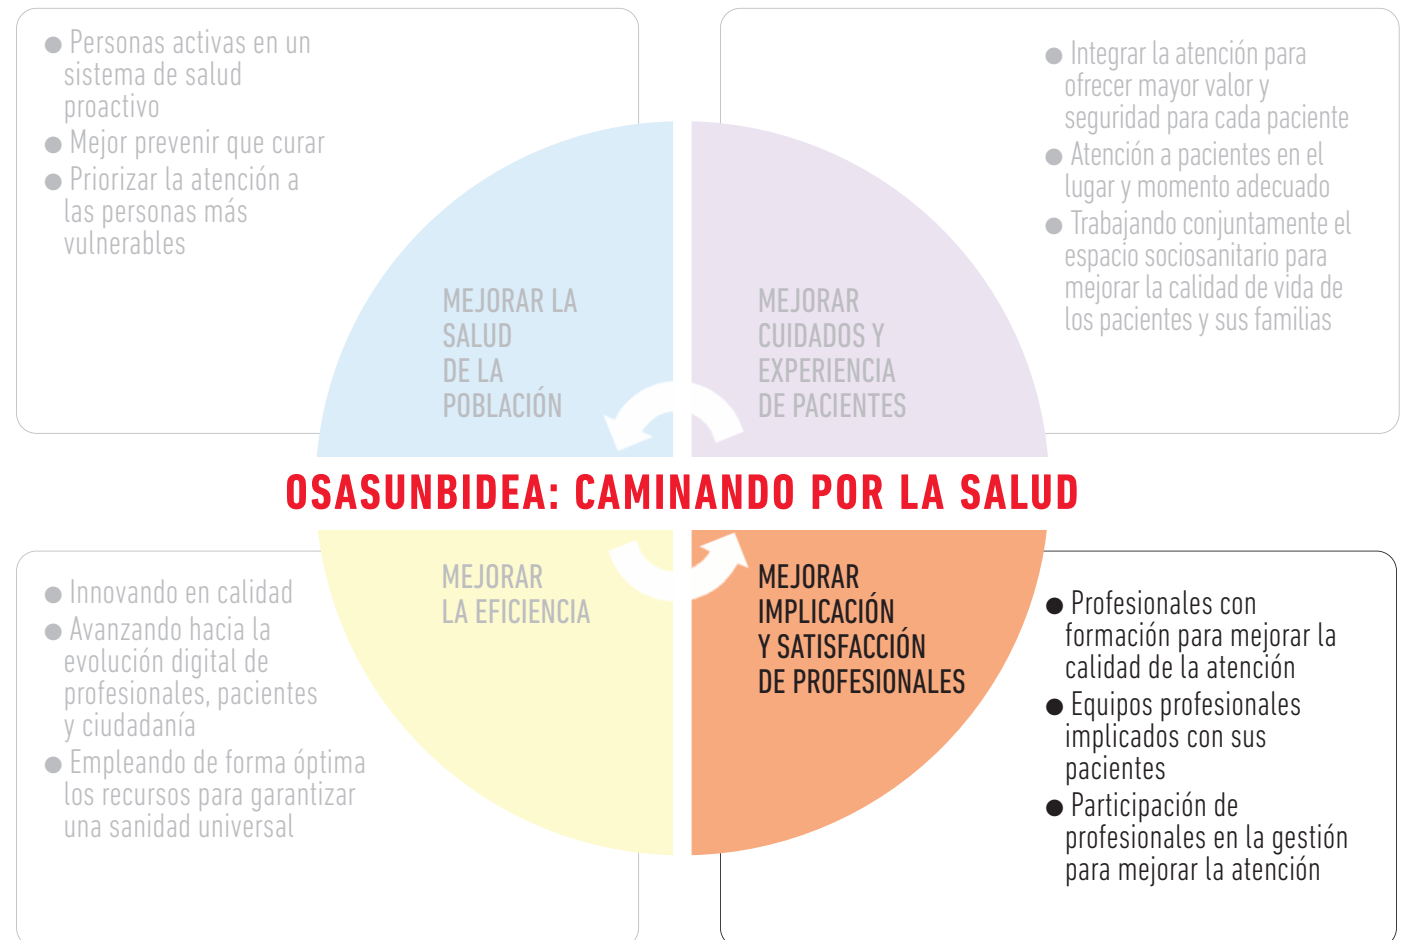 ● Personas activas en un
sistema de salud
proactivo
● Mejor prevenir que curar
● Priorizar la atención a
las personas más
vulnerables
● Integrar la atención para
ofrecer mayor valor y
seguridad para cada paciente
● Atención a pacientes en el
lugar y momento adecuado
● Trabajando conjuntamente el
espacio sociosanitario para
mejorar la calidad de vida de
los pacientes y sus familias
MEJORAR LA
SALUD
DE LA
POBLACIÓN
MEJORAR
CUIDADOS Y
EXPERIENCIA
DE PACIENTES
OSASUNBIDEA: CAMINANDO POR LA SALUD
MEJORAR
LA EFICIENCIA
MEJORAR
IMPLICACIÓN
Y SATISFACCIÓN
DE PROFESIONALES
● Innovando en calidad
● Avanzando hacia la
evolución digital de
profesionales, pacientes
y ciudadanía
● Empleando de forma óptima
los recursos para garantizar
una sanidad universal
● Profesionales con
formación para mejorar la
calidad de la atención
● Equipos profesionales
implicados con sus
pacientes
● Participación de
profesionales en la gestión
para mejorar la atención